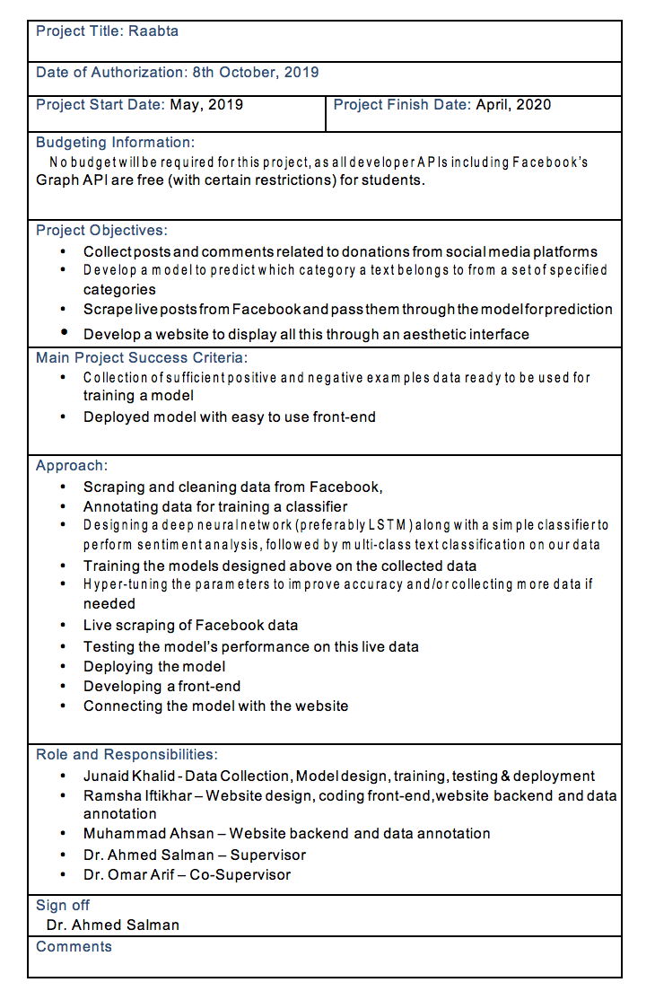 Project Title: Raabta
Date of Authorization: 8th October, 2019
Project Start Date: May, 2019
Project Finish Date: April, 2020
Budgeting Information:
No budget will be required for this project, as all developer APIs including Facebook’s
Graph API are free (with certain restrictions) for students.
Project Objectives:
• Collect posts and comments related to donations from social media platforms
• Develop a model to predict which category a text belongs to from a set of specified
categories
• Scrape live posts from Facebook and pass them through the model for prediction
• Develop a website to display all this through an aesthetic interface
Main Project Success Criteria:
• Collection of sufficient positive and negative examples data ready to be used for
training a model
• Deployed model with easy to use front-end
Approach:
• Scraping and cleaning data from Facebook,
• Annotating data for training a classifier
• Designing a deep neural network (preferably LSTM) along with a simple classifier to
perform sentiment analysis, followed by multi-class text classification on our data
• Training the models designed above on the collected data
• Hyper-tuning the parameters to improve accuracy and/or collecting more data if
needed
• Live scraping of Facebook data
• Testing the model’s performance on this live data
• Deploying the model
• Developing a front-end
• Connecting the model with the website
Role and Responsibilities:
• Junaid Khalid - Data Collection, Model design, training, testing & deployment
• Ramsha Iftikhar – Website design, coding front-end,website backend and data
annotation
• Muhammad Ahsan – Website backend and data annotation
• Dr. Ahmed Salman – Supervisor
• Dr. Omar Arif – Co-Supervisor
Sign off
Dr. Ahmed Salman
Comments